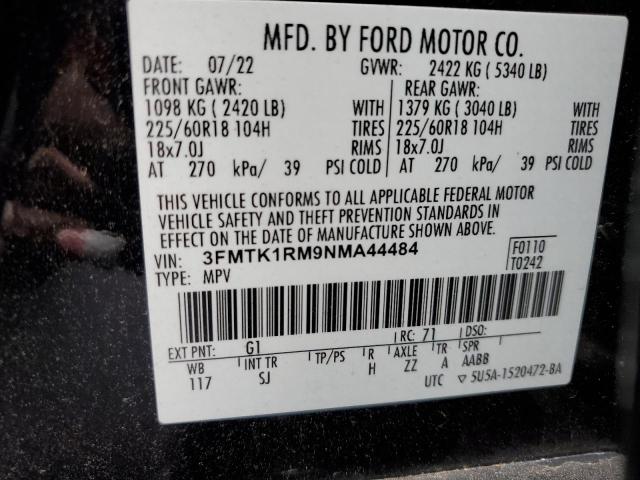 MFD. BY FORD MOTOR CO.
DATE: 07/22 GVWR: 2422 KG ( 5340 LB)
FRONT GAWR: REAR GAWR:
1098 KG ( 2420 LB) WITH 1379 KG ( 3040 LB) WITH
225/60R18 104H TIRES 225/60R18 104H TIRES
18x7.0J RIMS 18x7.0J RIMS
AT 270 kPa/ 39 PSI COLD AT 270 kPa/ 39 PSI COLD
THIS VEHICLE CONFORMS TO ALL APPLICABLE FEDERAL MOTOR
VEHICLE SAFETY AND THEFT PREVENTION STANDARDS IN
EFFECT ON THE DATE OF MANUFACTURE SHOWN ABOVE.
VIN: 3FMTK1RM9NMA44484 F0110
TYPE: MPV T0242
EXT PNT: G1 RC: 71 DSO:
WB INT TR TP/PS R AXLE TR SPR
117 SJ H ZZ A AABB
UTC ▽ 5U5A-1520472-BA